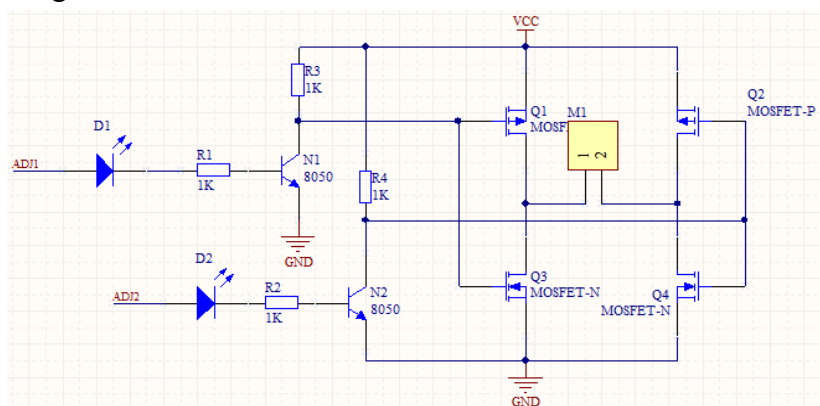 VCC
R3
1K
Q1
M1
Q2
MOSFET-P
D1
1
2
ADJ1
R1
1K
N1
8050
R4
1K
GND
D2
Q3
MOSFET-N
Q4
MOSFET-N
ADJ2
R2
1K
N2
8050
GND